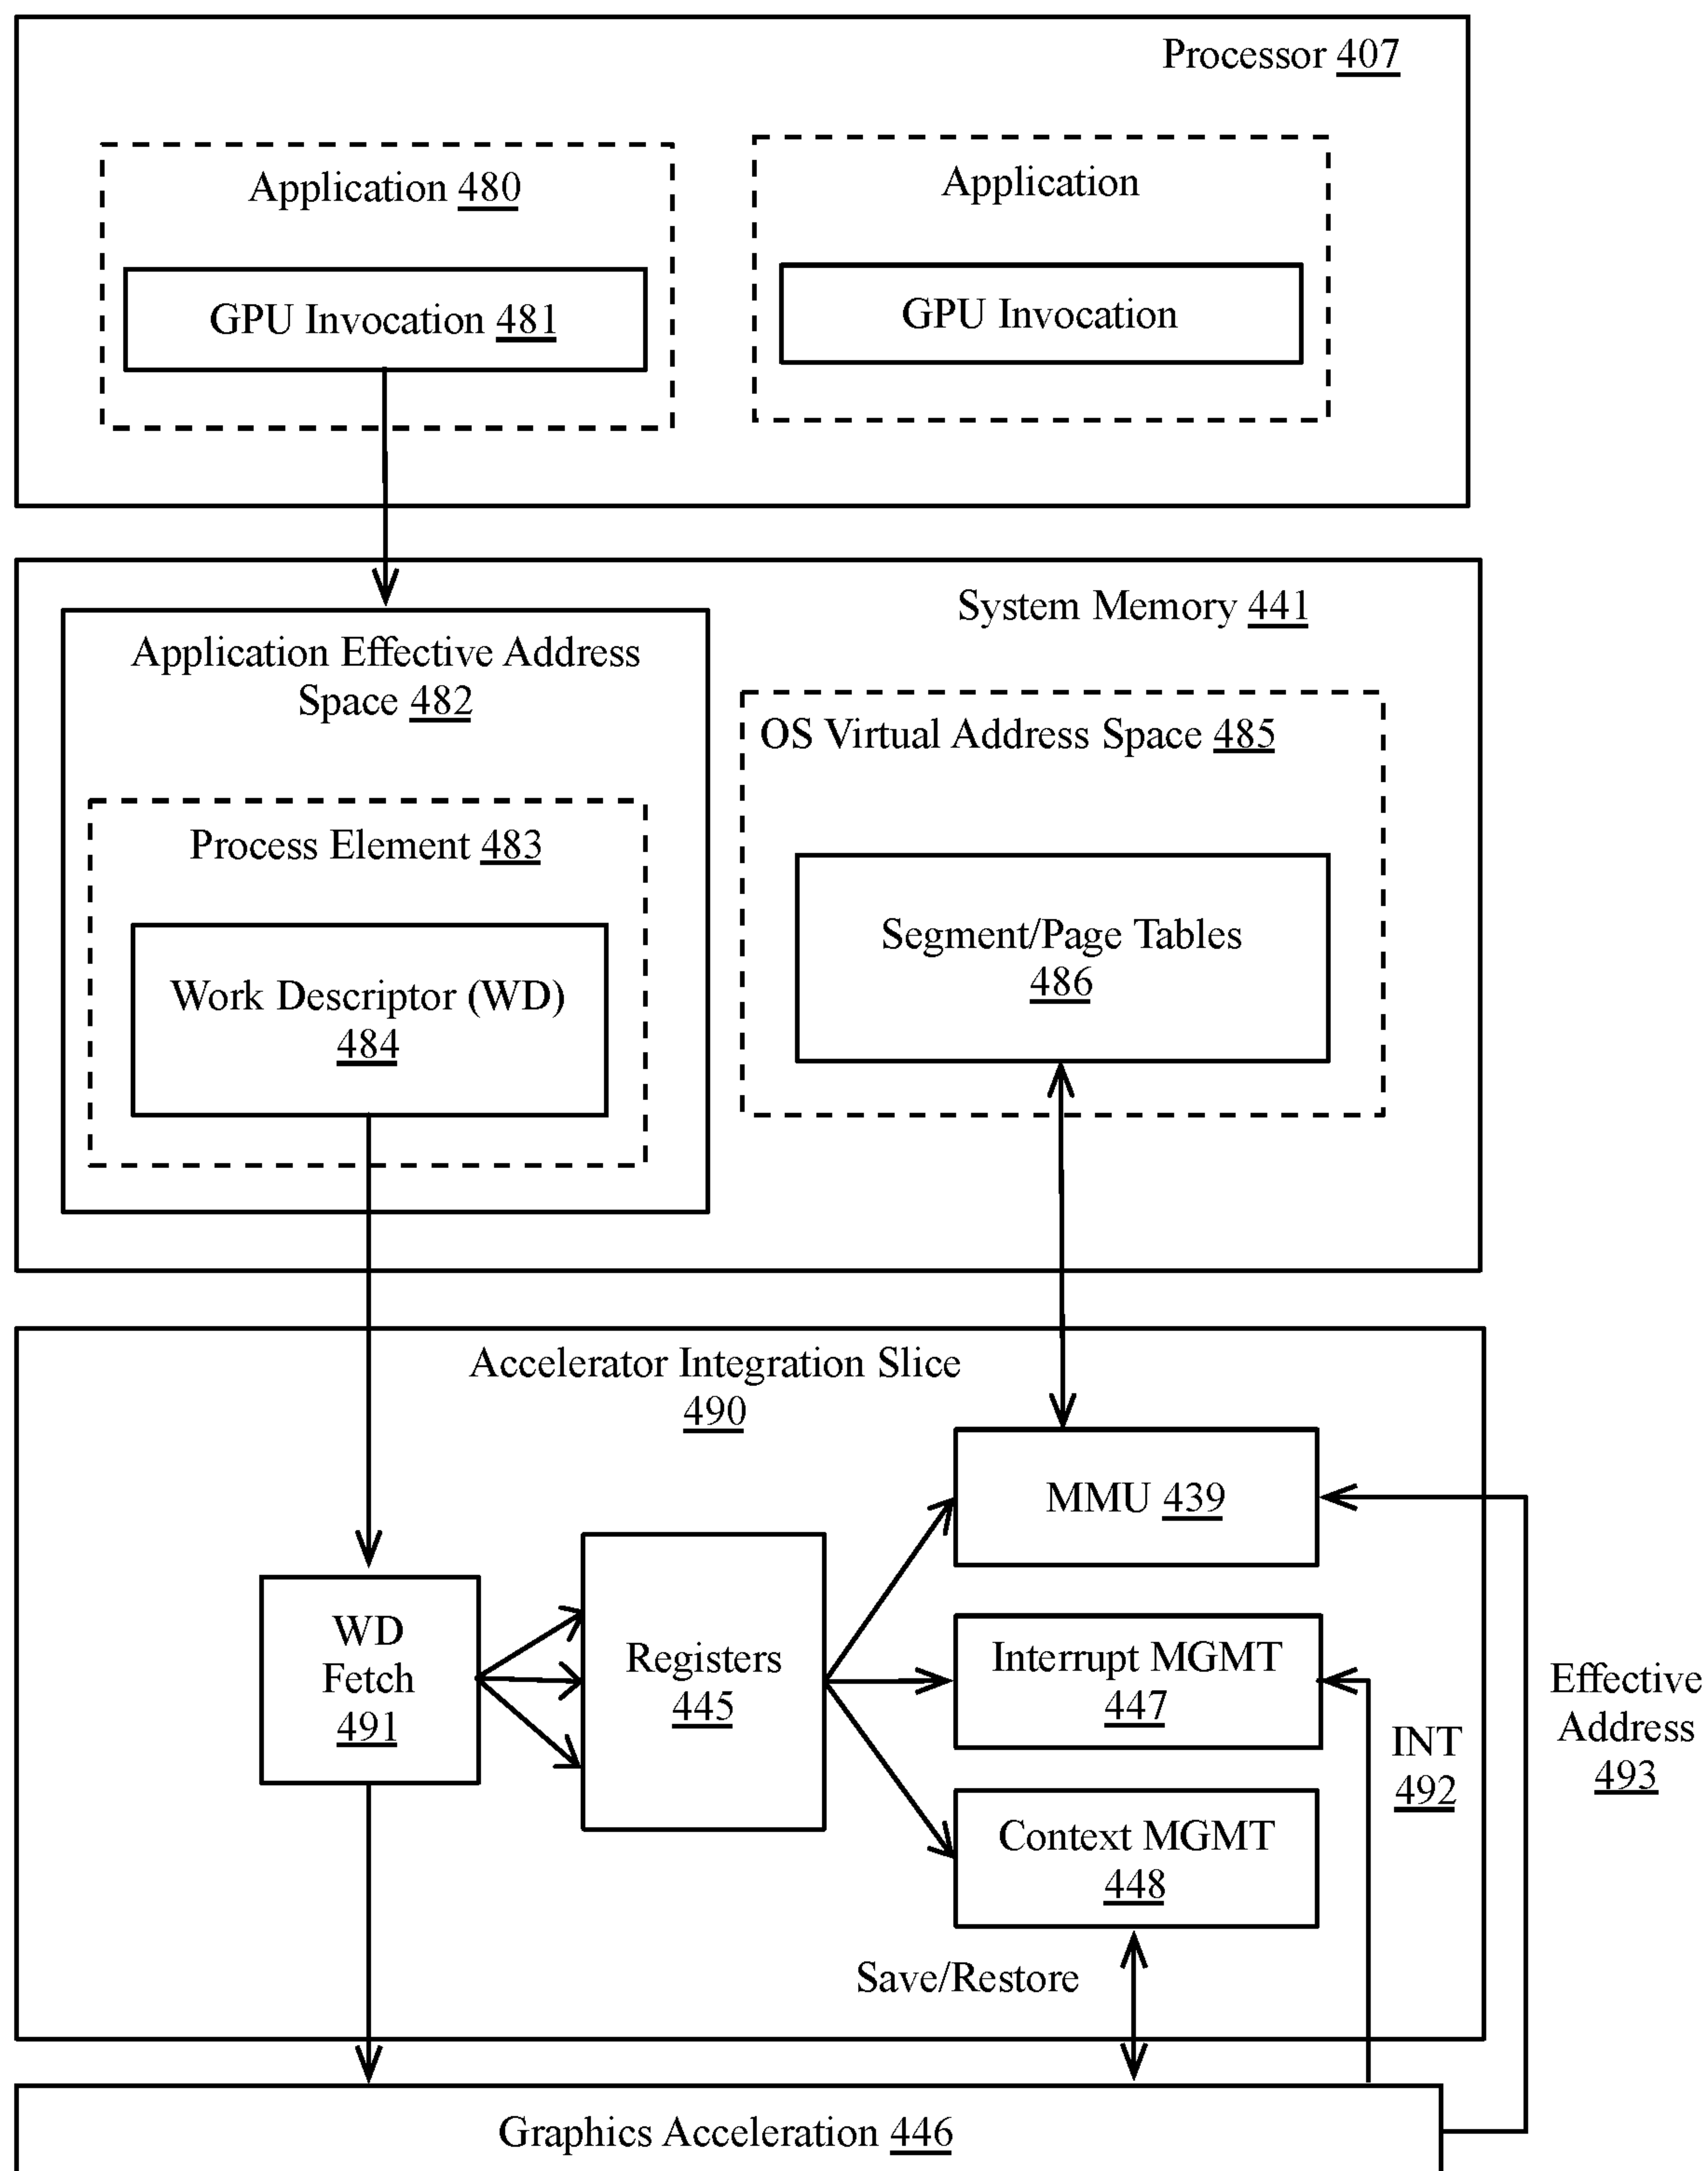 Processor 407
Application 480
GPU Invocation 481
Application
GPU Invocation
System Memory 441
Application Effective Address
Space 482
Process Element 483
Work Descriptor (WD)
484
OS Virtual Address Space 485
Segment/Page Tables
486
Accelerator Integration Slice
490
WD
Fetch
491
Registers
445
MMU 439
Interrupt MGMT
447
Context MGMT
448
Save/Restore
INT
492
Effective
Address
493
Graphics Acceleration 446